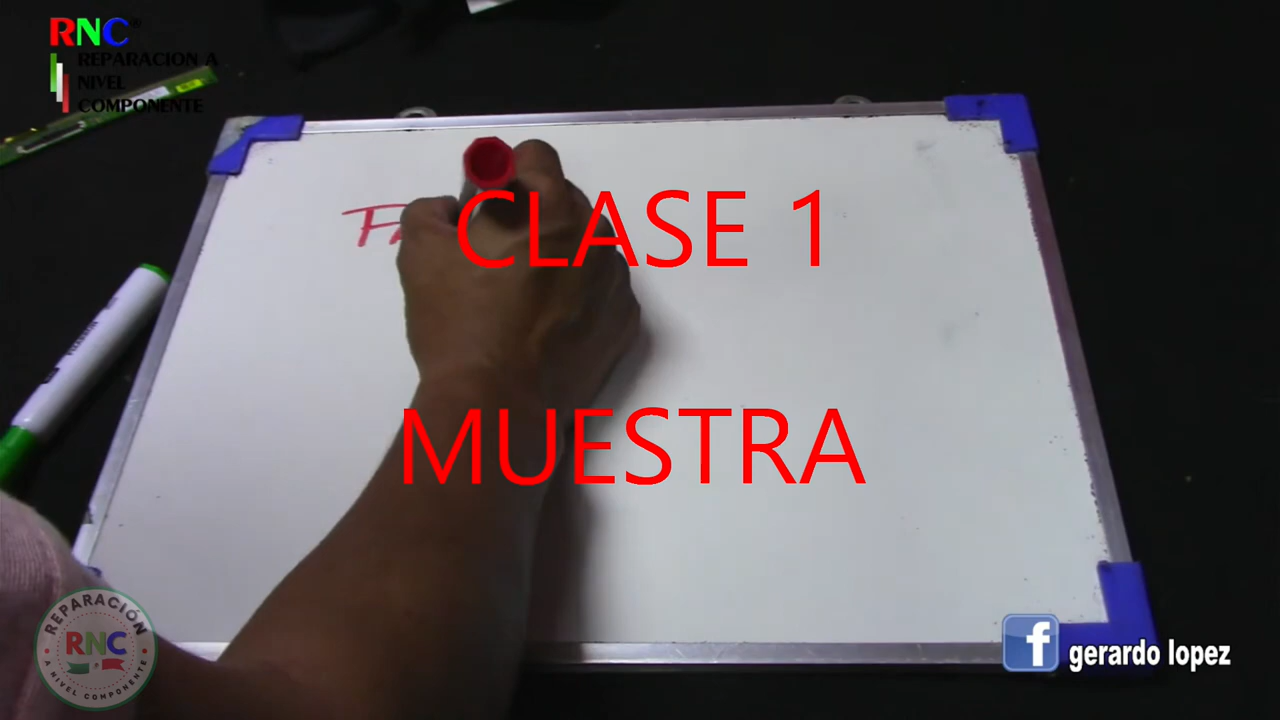 RNC®
REPARACION A
NIVEL
COMPONENTE
CLASE 1
MUESTRA
REPARACIÓN
RNC
A NIVEL COMPONENTE
f
gerardo lopez